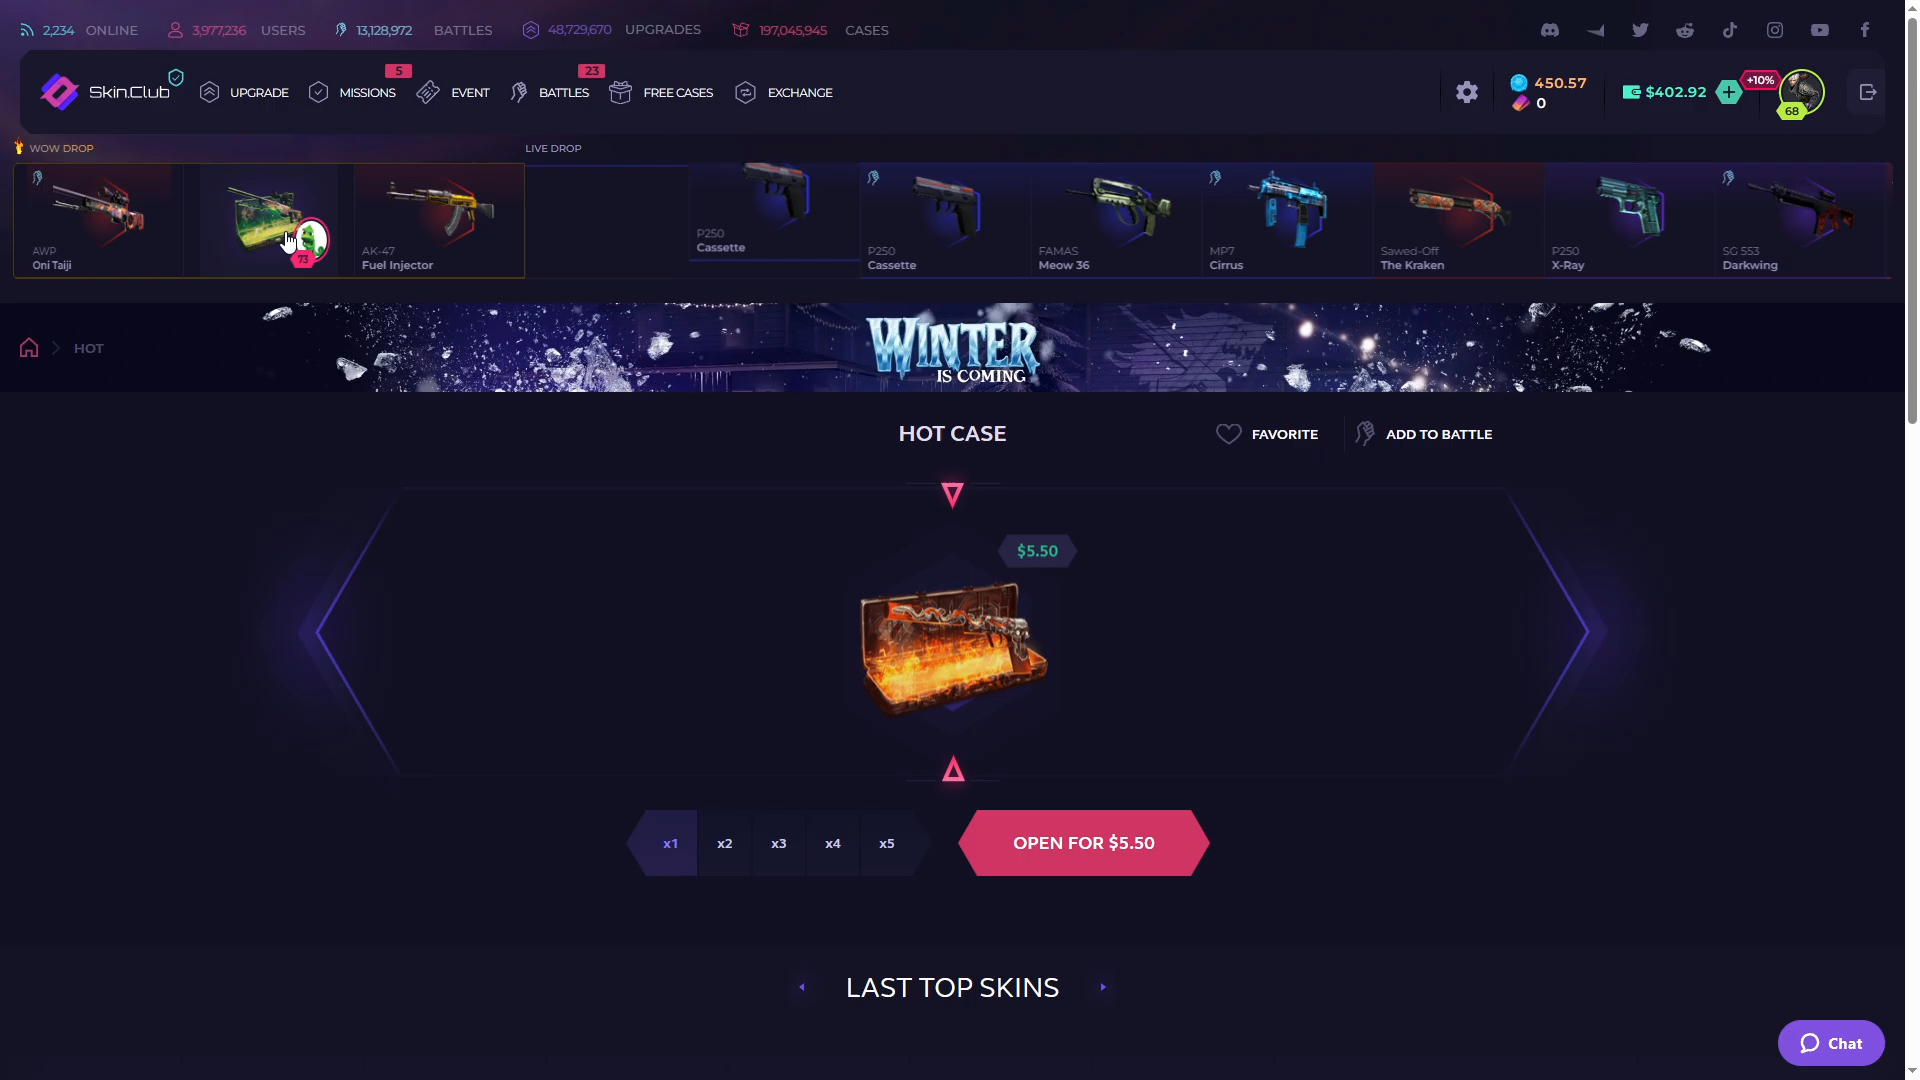 2,234 ONLINE 3,977,236 USERS 13,128,972 BATTLES 48,729,670 UPGRADES 197,045,945 CASES
5 23
Skin.Club UPGRADE MISSIONS EVENT BATTLES FREE CASES EXCHANGE 450.57 0 $402.92 +10% 68
WOW DROP LIVE DROP
73
AWP
Oni Taiji
AK-47
Fuel Injector
P250
Cassette
P250
Cassette
FAMAS
Meow 36
MP7
Cirrus
Sawed-Off
The Kraken
P250
X-Ray
SG 553
Darkwing
HOT
WINTER
IS COMING
HOT CASE FAVORITE ADD TO BATTLE
$5.50
x1 x2 x3 x4 x5 OPEN FOR $5.50
LAST TOP SKINS
Chat